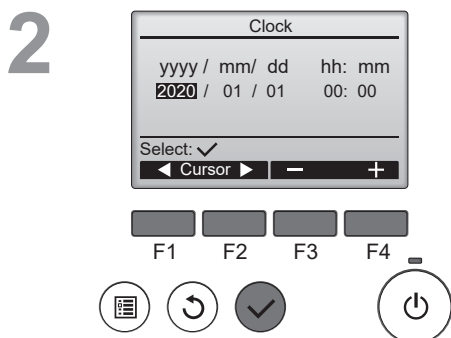 2
Clock
yyyy / mm/ dd hh: mm
2020 / 01 / 01 00: 00
Select: ✓
◀ Cursor ▶ − +
F1 F2 F3 F4